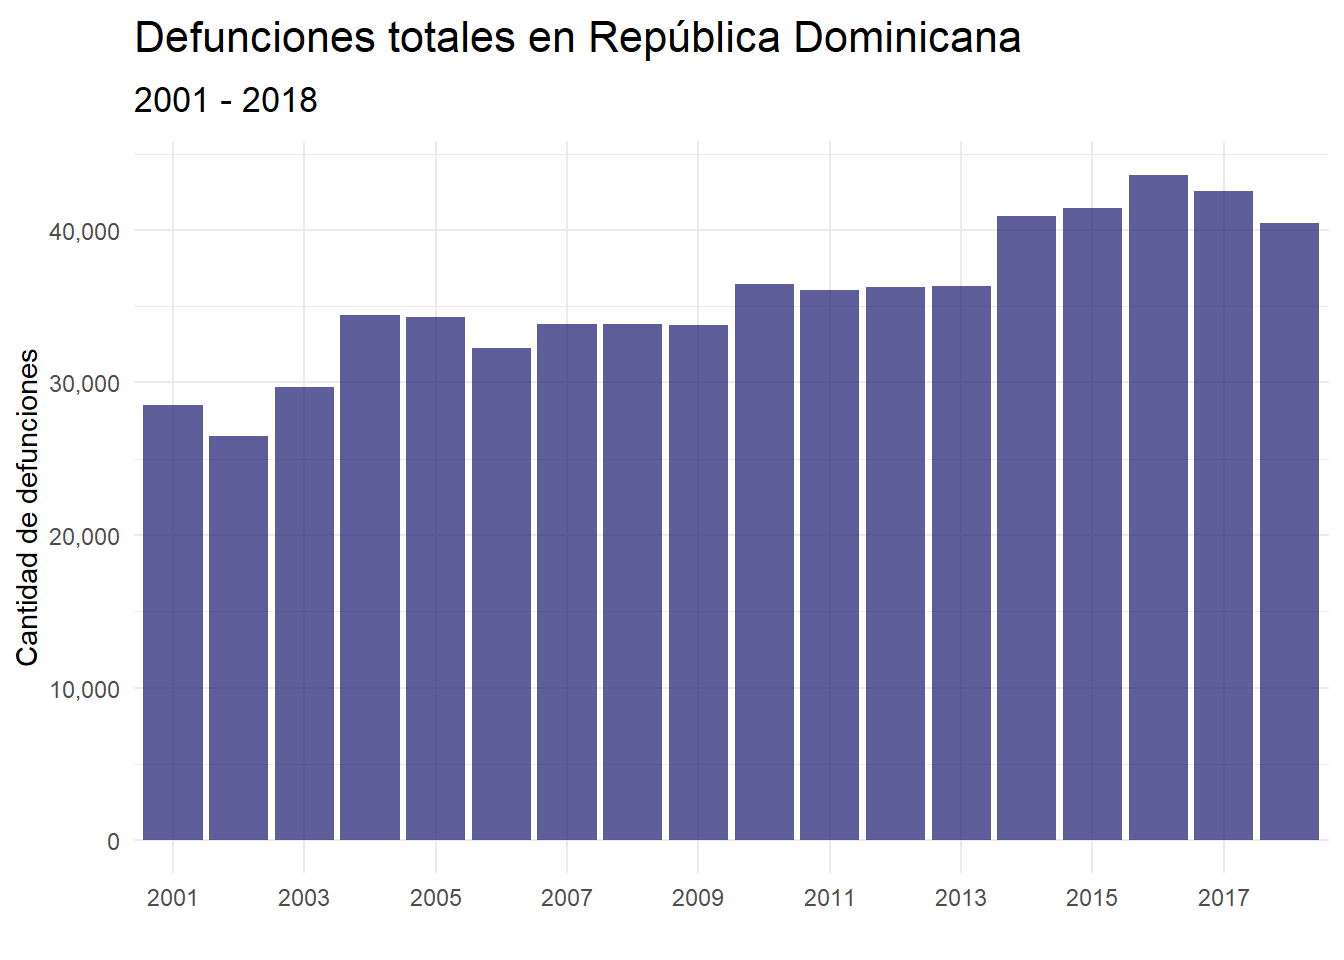 Defunciones totales en República Dominicana
2001 - 2018
Cantidad de defunciones
40,000
30,000
20,000
10,000
0
2001 2003 2005 2007 2009 2011 2013 2015 2017